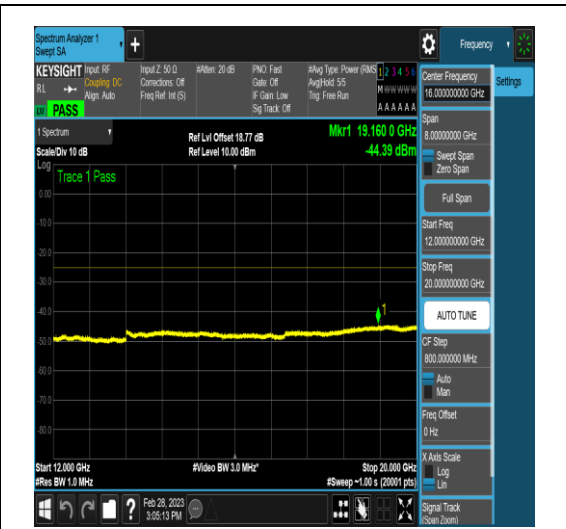 Spectrum Analyzer 1
Swept SA
+
Frequency
KEYSIGHT
RL
PASS
Input: RF
Coupling: DC
Align: Auto
Input Z: 50 Ω
Corrections: Off
Freq Ref: Int (S)
#Atten: 20 dB
PNO: Fast
Gate: Off
IF Gain: Low
Sig Track: Off
#Avg Type: Power (RMS
Avg|Hold: 5/5
Trig: Free Run
1 2 3 4 5 6
M W W W W W
A A A A A A
1 Spectrum
Scale/Div 10 dB
Ref Lvl Offset 18.77 dB
Ref Level 10.00 dBm
Mkr1 19.160 0 GHz
-44.39 dBm
Log
Trace 1 Pass
0.00
-10.0
-20.0
-30.0
-40.0
-50.0
-60.0
-70.0
-80.0
1
Start 12.000 GHz
#Res BW 1.0 MHz
#Video BW 3.0 MHz*
Stop 20.000 GHz
#Sweep ~1.00 s (20001 pts)
Center Frequency
16.000000000 GHz
Settings
Span
8.00000000 GHz
Swept Span
Zero Span
Full Span
Start Freq
12.000000000 GHz
Stop Freq
20.000000000 GHz
AUTO TUNE
CF Step
800.000000 MHz
Auto
Man
Freq Offset
0 Hz
X Axis Scale
Log
Lin
Signal Track
(Span Zoom)
?
Feb 28, 2023
3:05:13 PM